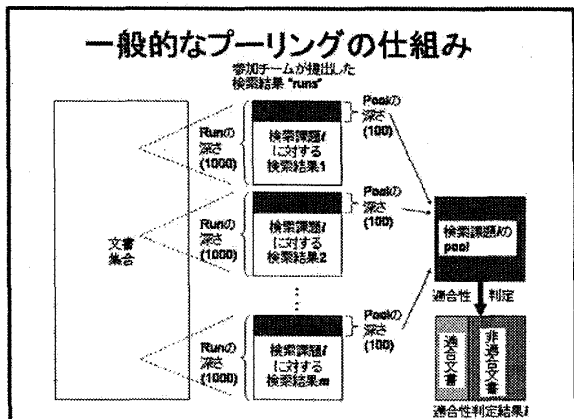 一般的なプーリングの仕組み
参加チームが提出した
検索結果 "runs"
文書
集合
Runの
深さ
(1000)
検索課題iに対する
検索結果1
Poolの
深さ
(100)
Runの
深さ
(1000)
検索課題i
に対する
検索結果2
Poolの
深さ
(100)
⋮
Runの
深さ
(1000)
検索課題i
に対する
検索結果m
Poolの
深さ
(100)
検索課題iの
pool
適合性 判定
適合文書
非適合文書
適合性判定結果i